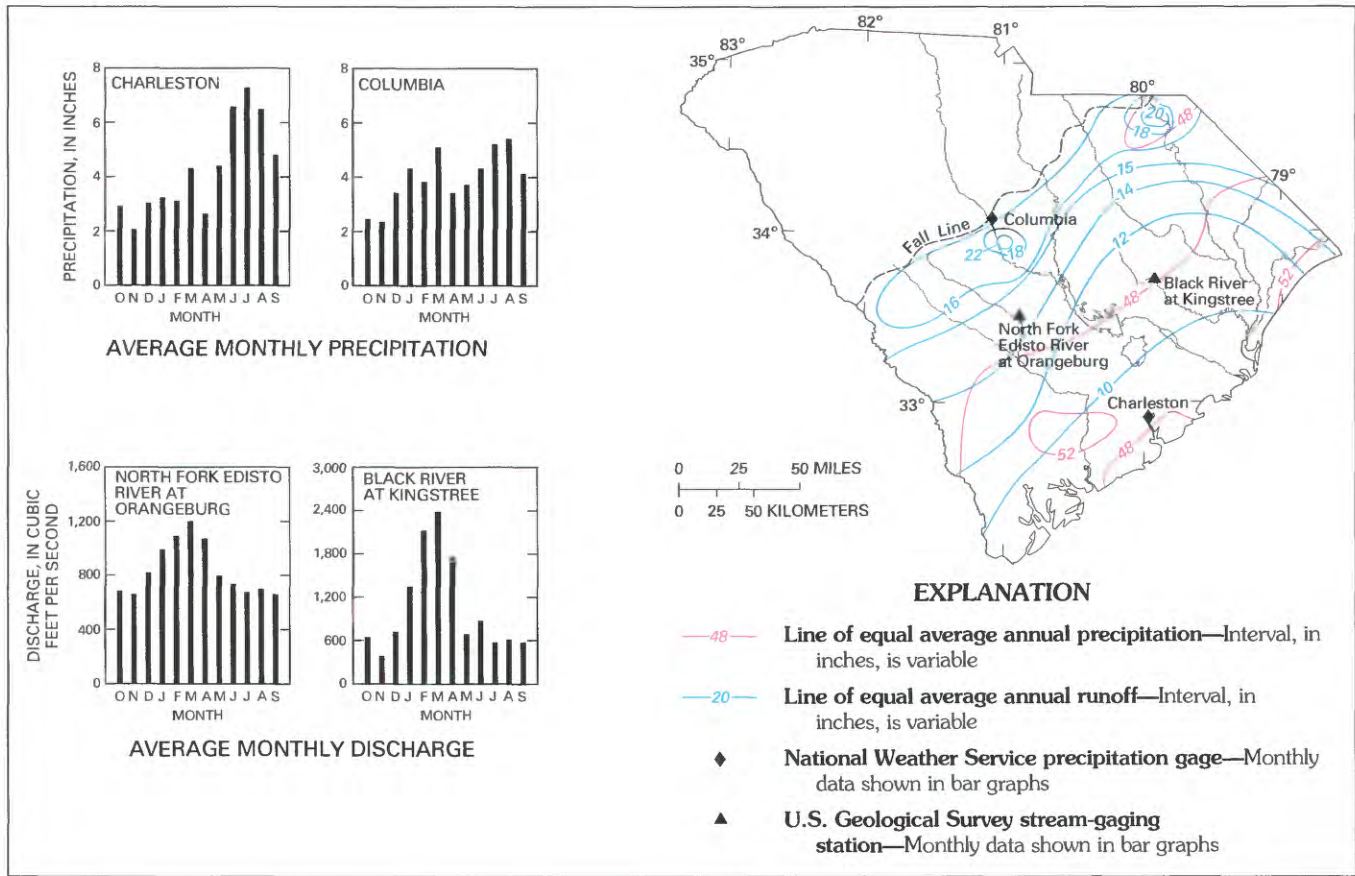 CHARLESTON
PRECIPITATION, IN INCHES
8
6
4
2
0
O N D J F M A M J J A S
MONTH
COLUMBIA
8
6
4
2
0
O N D J F M A M J J A S
MONTH
AVERAGE MONTHLY PRECIPITATION
NORTH FORK EDISTO
RIVER AT
ORANGEBURG
DISCHARGE, IN CUBIC
FEET PER SECOND
1,600
1,200
800
400
0
O N D J F M A M J J A S
MONTH
BLACK RIVER
AT KINGSTREE
3,000
2,400
1,800
1,200
600
0
O N D J F M A M J J A S
MONTH
AVERAGE MONTHLY DISCHARGE
82°
81°
83°
35°
80°
20
48
18
79°
15
14
Columbia
Fall Line
34°
12
22
18
52
Black River
at Kingstree
16
48
North Fork
Edisto River
at Orangeburg
10
33°
Charleston
52
48
0 25 50 MILES
0 25 50 KILOMETERS
EXPLANATION
48 Line of equal average annual precipitation—Interval, in
inches, is variable
20 Line of equal average annual runoff—Interval, in
inches, is variable
National Weather Service precipitation gage—Monthly
data shown in bar graphs
U.S. Geological Survey stream-gaging
station—Monthly data shown in bar graphs